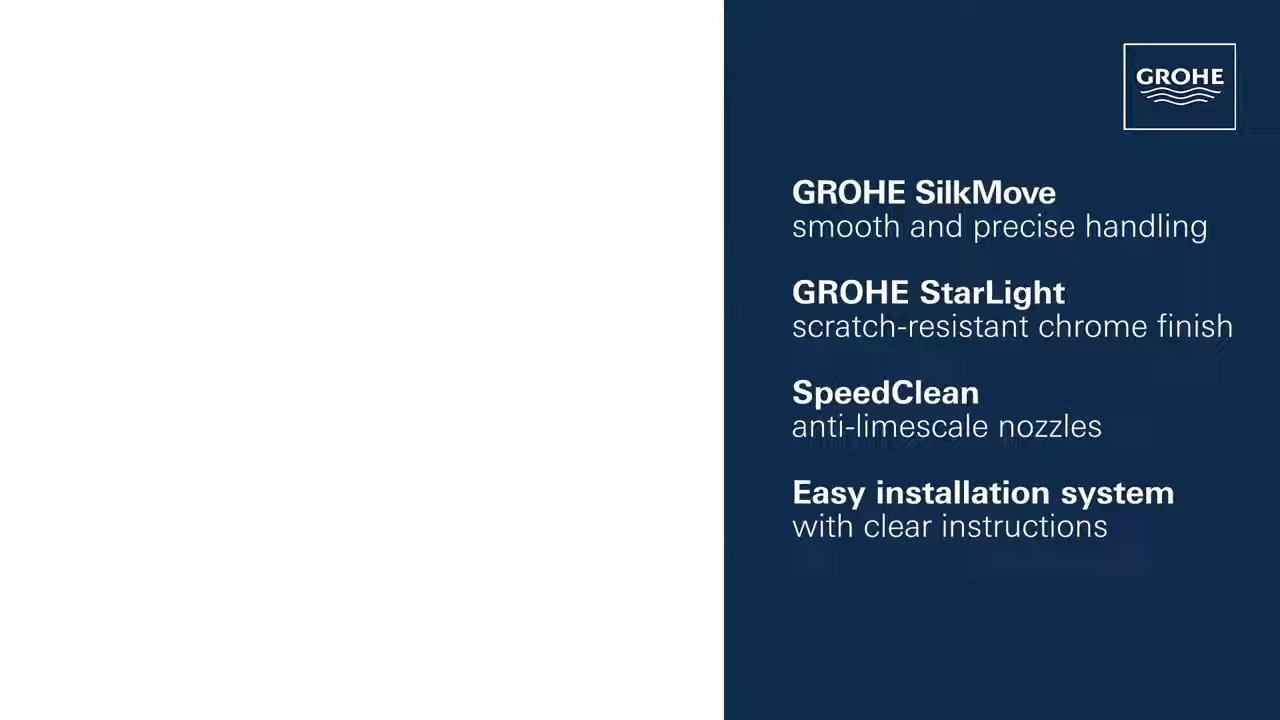 GROHE
GROHE SilkMove
smooth and precise handling
GROHE StarLight
scratch-resistant chrome finish
SpeedClean
anti-limescale nozzles
Easy installation system
with clear instructions